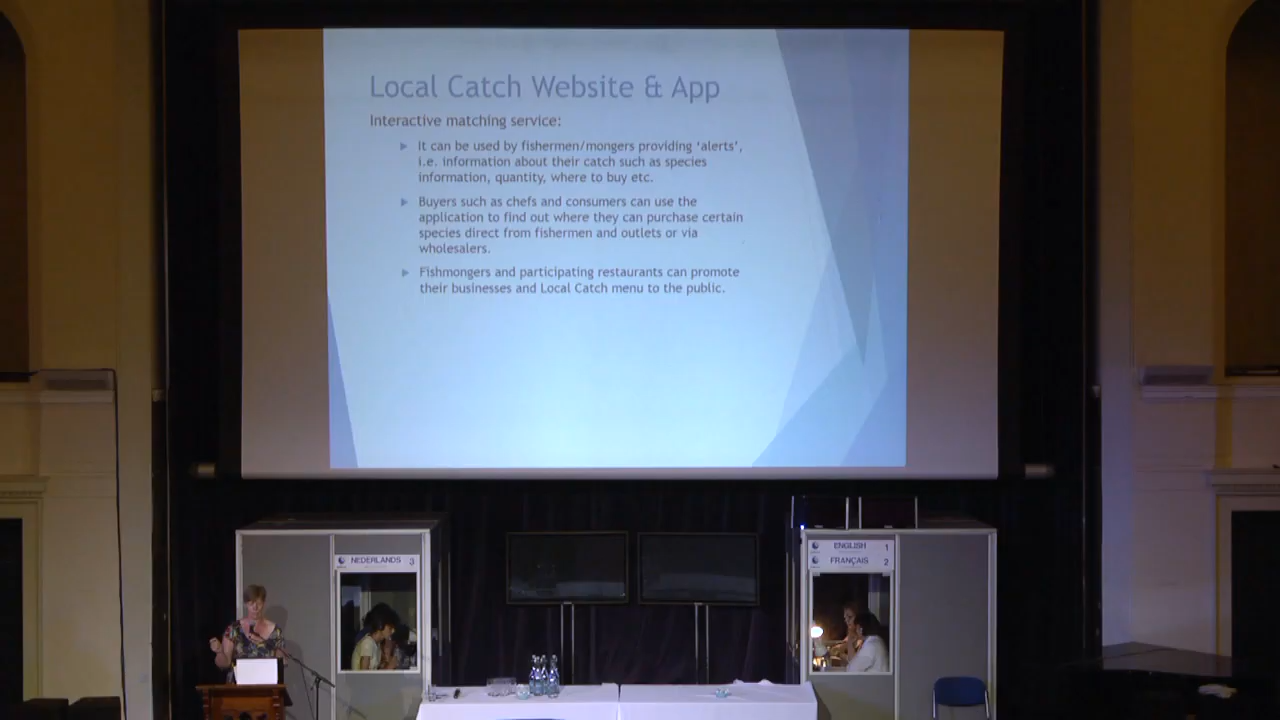 Local Catch Website & App
Interactive matching service:
It can be used by fishermen/mongers providing ‘alerts’,
i.e. information about their catch such as species
information, quantity, where to buy etc.
Buyers such as chefs and consumers can use the
application to find out where they can purchase certain
species direct from fishermen and outlets or via
wholesalers.
Fishmongers and participating restaurants can promote
their businesses and Local Catch menu to the public.
NEDERLANDS 3
ENGLISH 1
FRANÇAIS 2